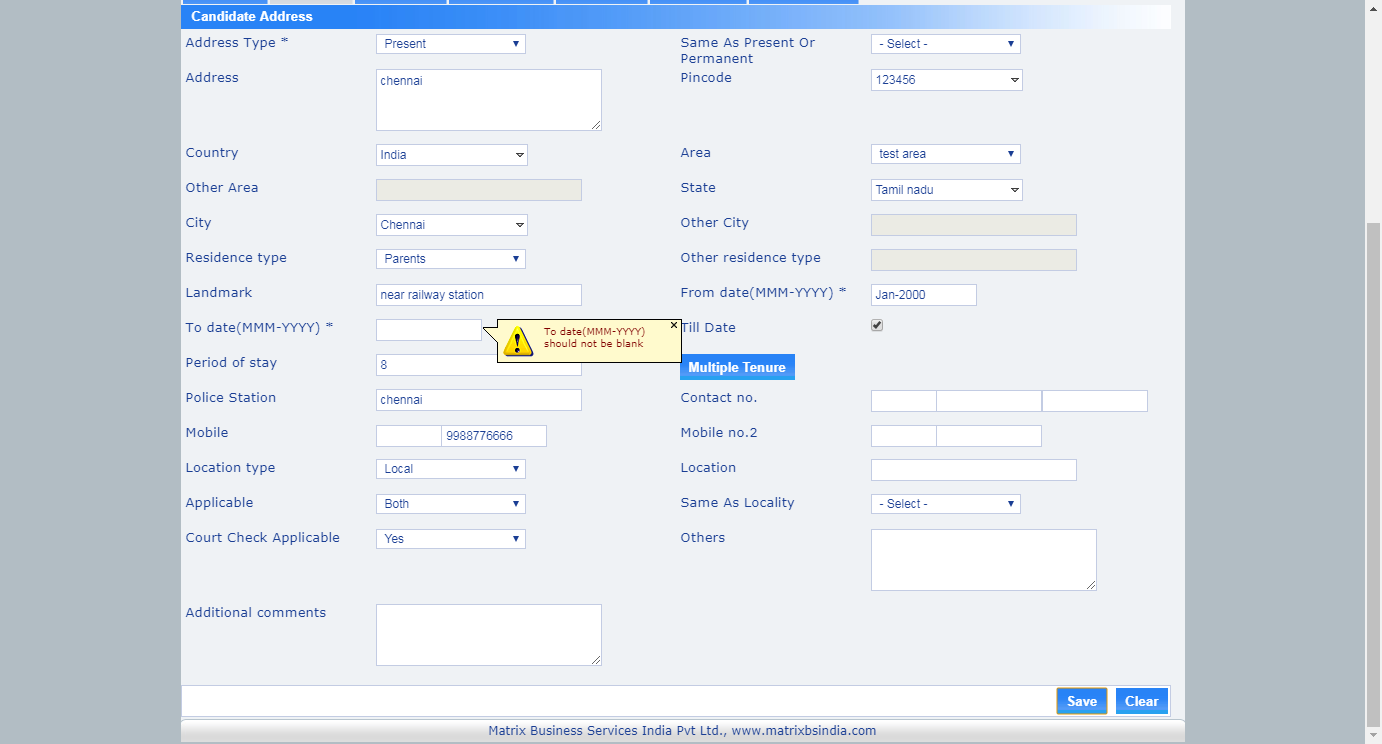 Candidate Address
Address Type *
Present
Same As Present Or
Permanent
- Select -
Address
chennai
Pincode
123456
Country
India
Area
test area
Other Area
State
Tamil nadu
City
Chennai
Other City
Residence type
Parents
Other residence type
Landmark
near railway station
From date(MMM-YYYY) *
Jan-2000
To date(MMM-YYYY) *
To date(MMM-YYYY)
should not be blank
x
Till Date
Period of stay
8
Multiple Tenure
Police Station
chennai
Contact no.
Mobile
9988776666
Mobile no.2
Location type
Local
Location
Applicable
Both
Same As Locality
- Select -
Court Check Applicable
Yes
Others
Additional comments
Save
Clear
Matrix Business Services India Pvt Ltd., www.matrixbsindia.com